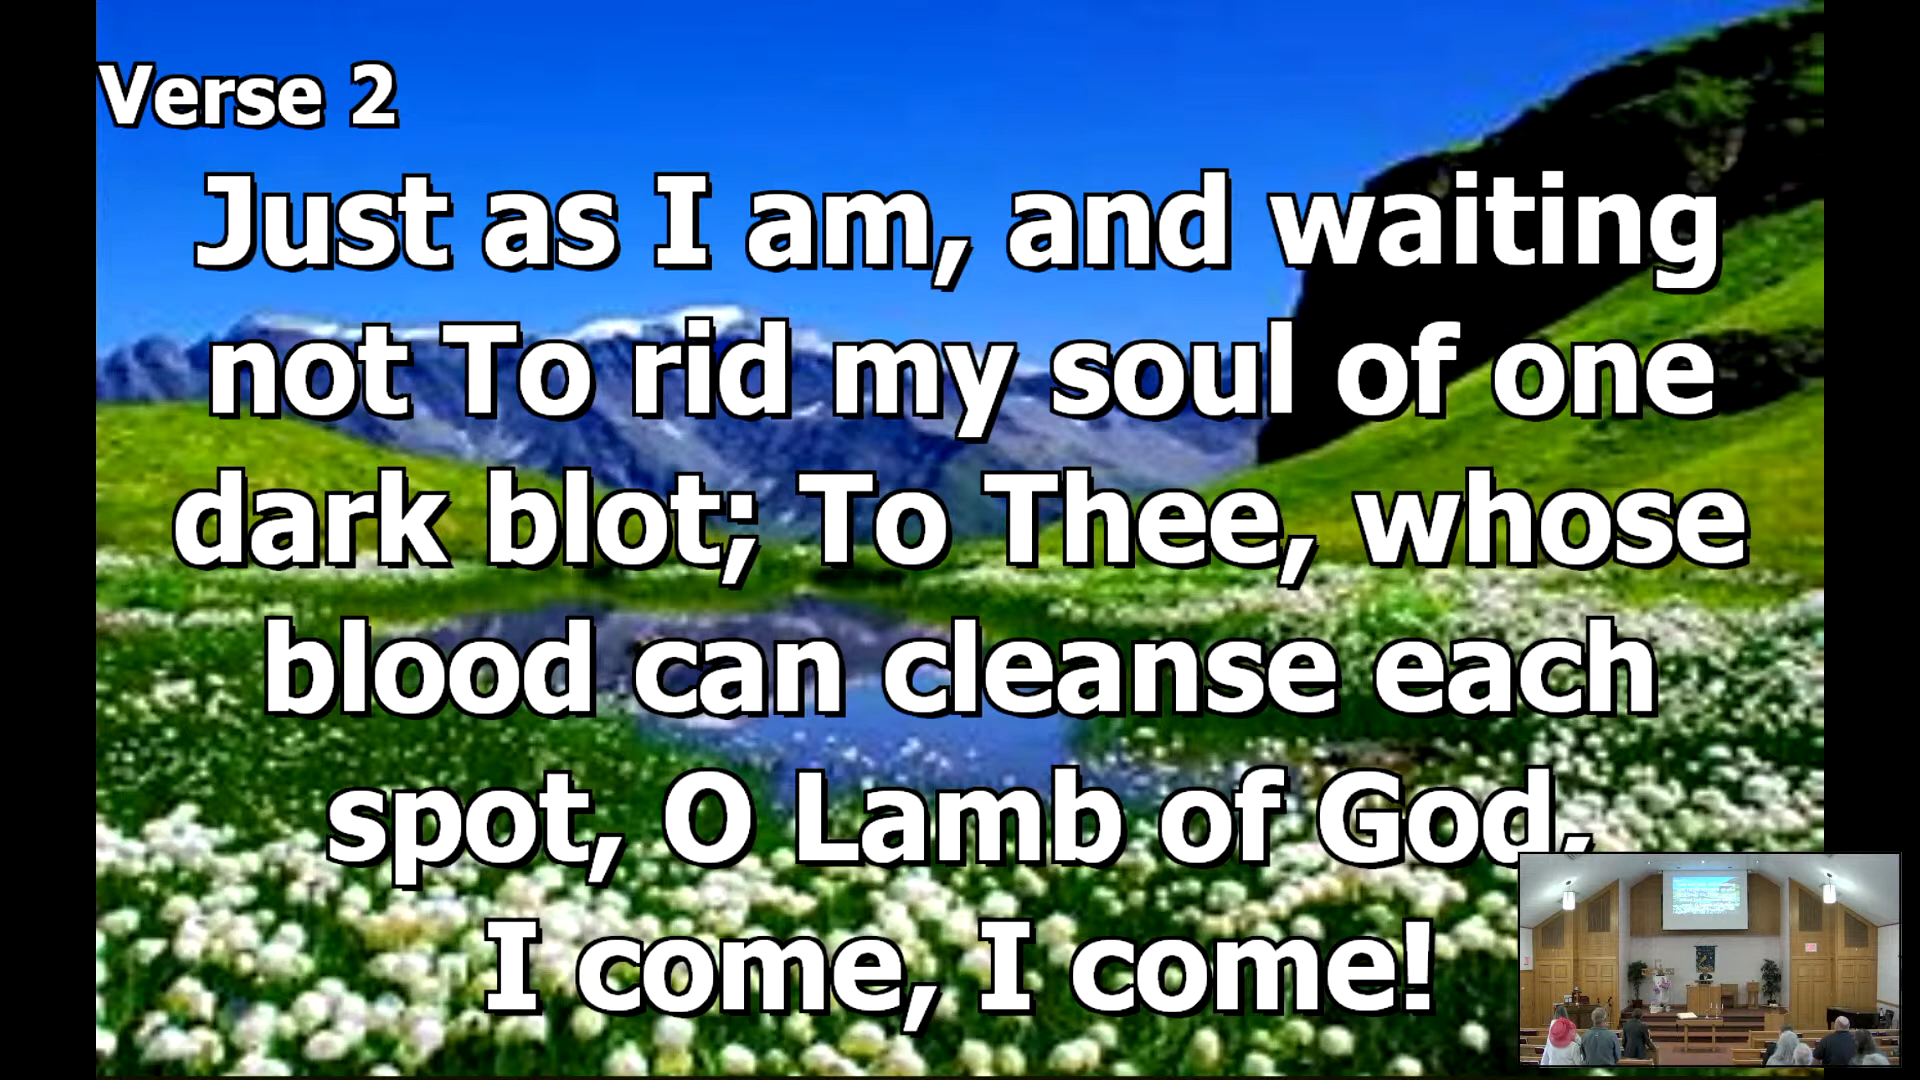 Verse 2
Just as I am, and waiting
not To rid my soul of one
dark blot; To Thee, whose
blood can cleanse each
spot, O Lamb of God,
I come, I come!